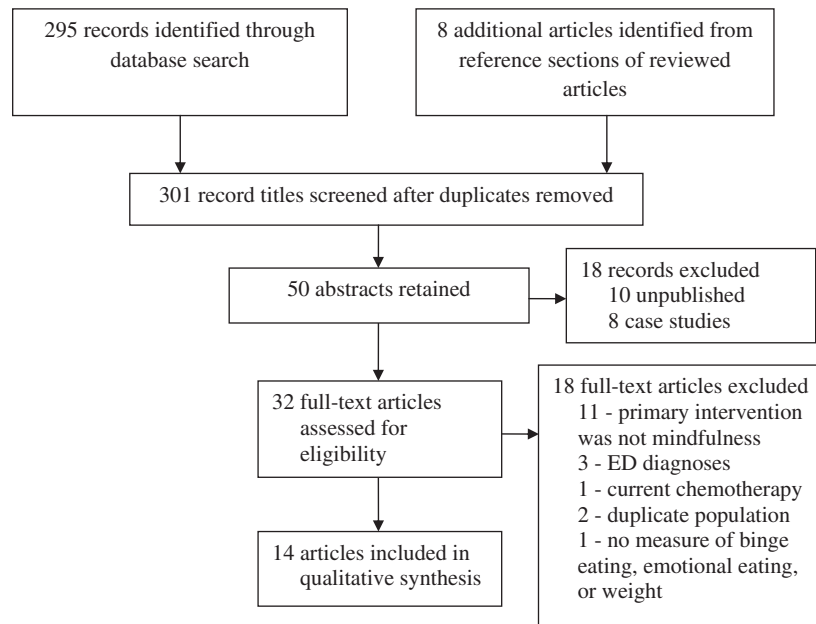 295 records identified through
database search
8 additional articles identified from
reference sections of reviewed
articles
301 record titles screened after duplicates removed
50 abstracts retained
18 records excluded
10 unpublished
8 case studies
32 full-text articles
assessed for
eligibility
18 full-text articles excluded
11 - primary intervention
was not mindfulness
3 - ED diagnoses
1 - current chemotherapy
2 - duplicate population
1 - no measure of binge
eating, emotional eating,
or weight
14 articles included in
qualitative synthesis